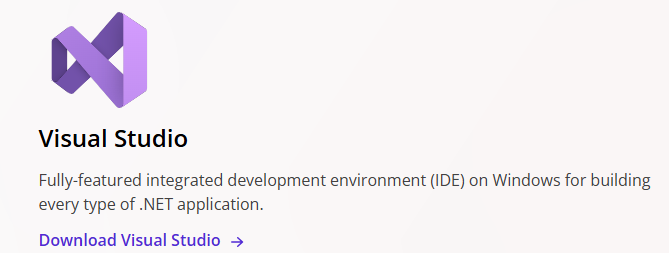 Visual Studio
Fully-featured integrated development environment (IDE) on Windows for building
every type of .NET application.
Download Visual Studio →